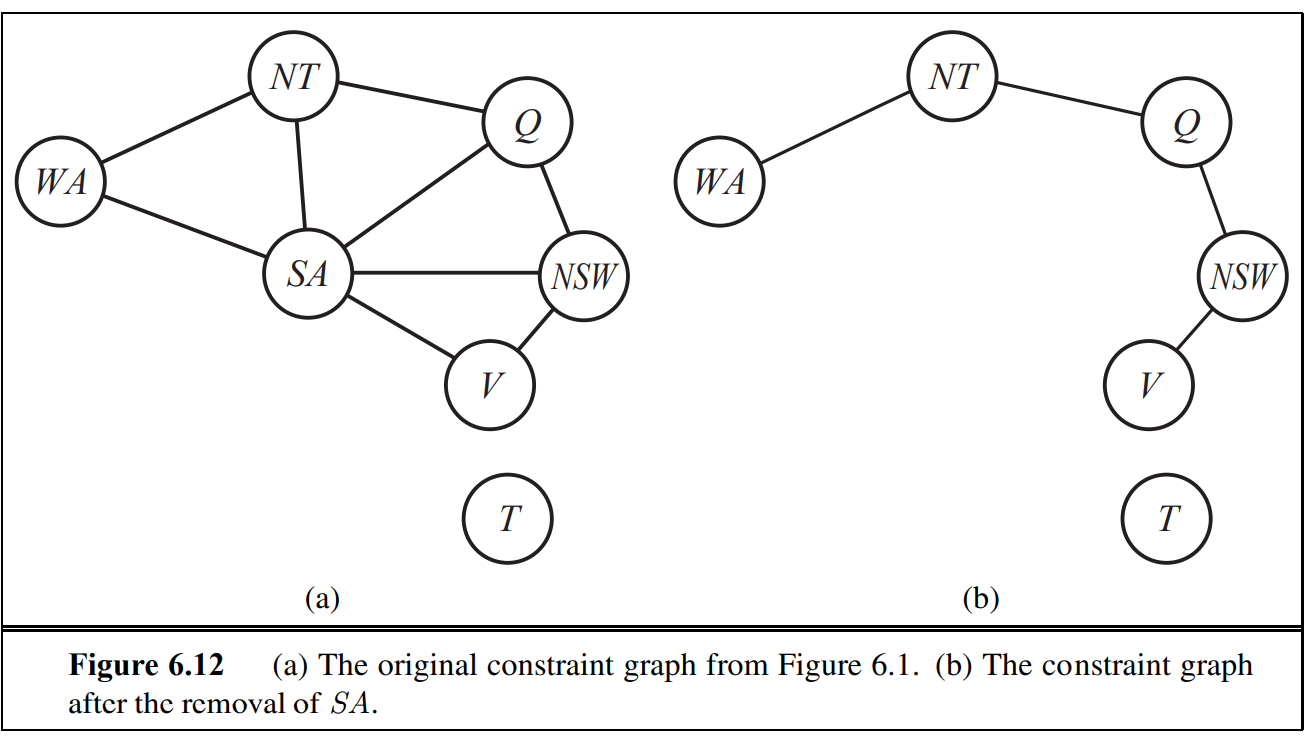 NT
Q
WA
SA
NSW
V
T
(a)
NT
Q
WA
NSW
V
T
(b)
Figure 6.12 (a) The original constraint graph from Figure 6.1. (b) The constraint graph
after the removal of SA.